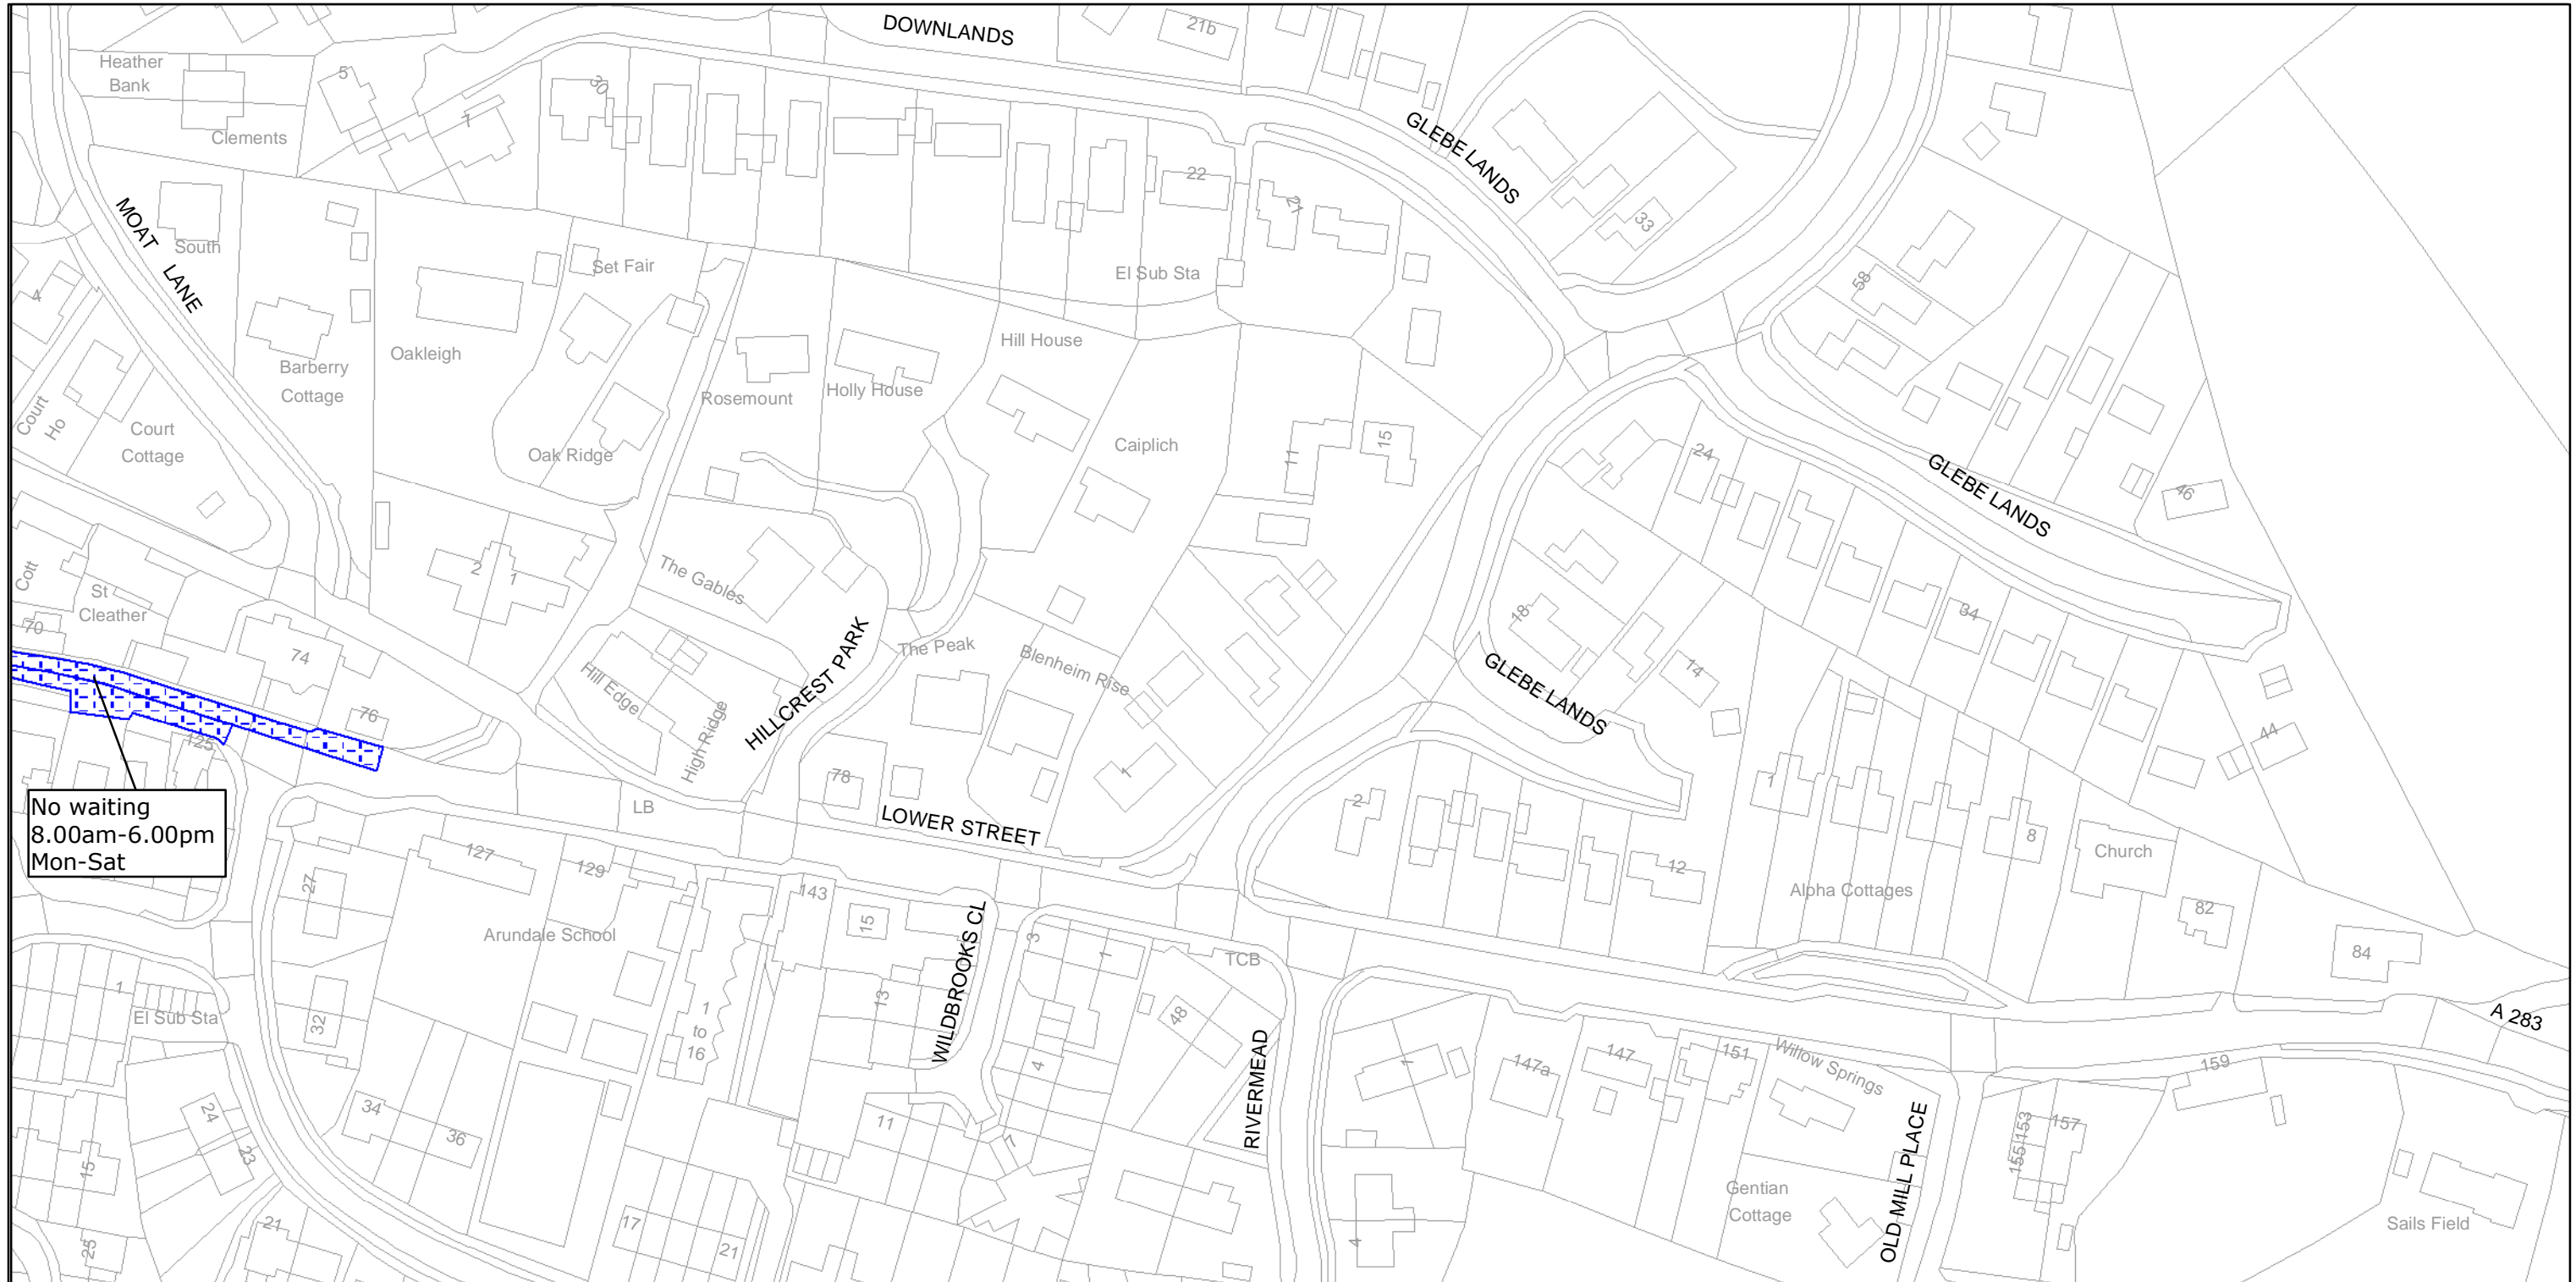 DOWNLANDS
21b
Heather
Bank
5
Clements
7
30
GLEBE LANDS
22
21
33
MOAT
LANE
South
Set Fair
El Sub Sta
58
4
Barberry
Cottage
Oakleigh
Hill House
Rosemount
Holly House
Court
Ho
Court
Cottage
Oak Ridge
Caiplich
11
15
24
GLEBE LANDS
46
Cott
St
Cleather
2
1
The Gables
70
74
The Peak
Blenheim Rise
18
34
14
GLEBE LANDS
HILLCREST PARK
Hill Edge
High Ridge
76
125
44
78
1
2
1
No waiting
8.00am-6.00pm
Mon-Sat
LB
LOWER STREET
8
Church
127
129
12
27
143
15
Alpha Cottages
82
Arundale School
WILDBROOKS CL
3
1
TCB
84
1
El Sub Sta
32
1
to
16
13
48
4
RIVERMEAD
A 283
1
147a
147
151
Willow Springs
159
24
34
36
11
7
OLD MILL PLACE
153
155
157
15
23
Gentian
Cottage
21
25
17
21
4
Sails Field